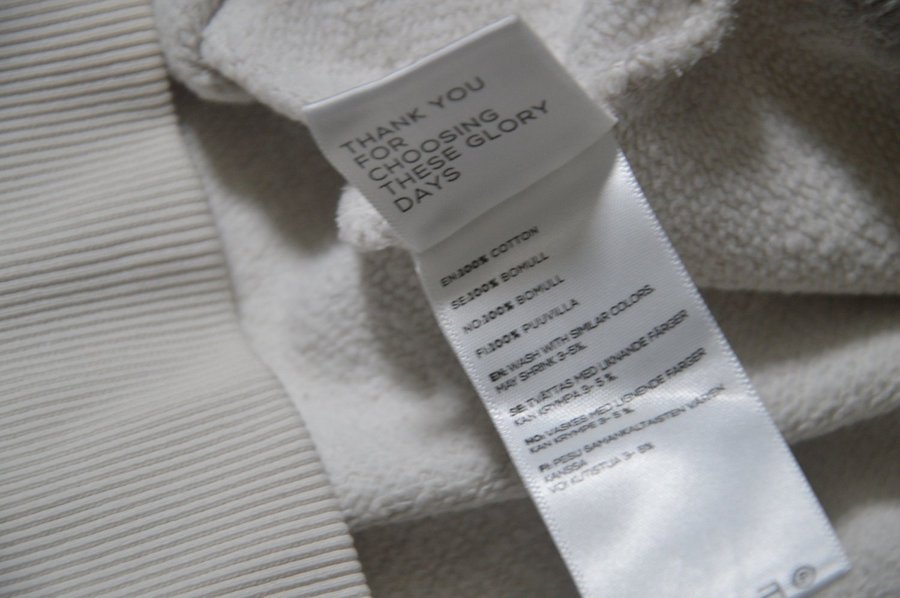 THANK YOU
FOR
CHOOSING
THESE GLORY
DAYS
EN:100% COTTON
SE:100% BOMULL
NO:100% BOMULL
FI:100% PUUVILLA
EN: WASH WITH SIMILAR COLORS
MAY SHRINK 3-5%
SE: TVÄTTAS MED LIKNANDE FÄRGER
KAN KRYMPA 3- 5 %
NO: VASKES MED LIGNENDE FARGER
KAN KRYMPE 3- 5 %
FI: PESU SAMANKALTAISTEN VÄRIEN
KANSSA
VOI KUTISTUA 3- 5%